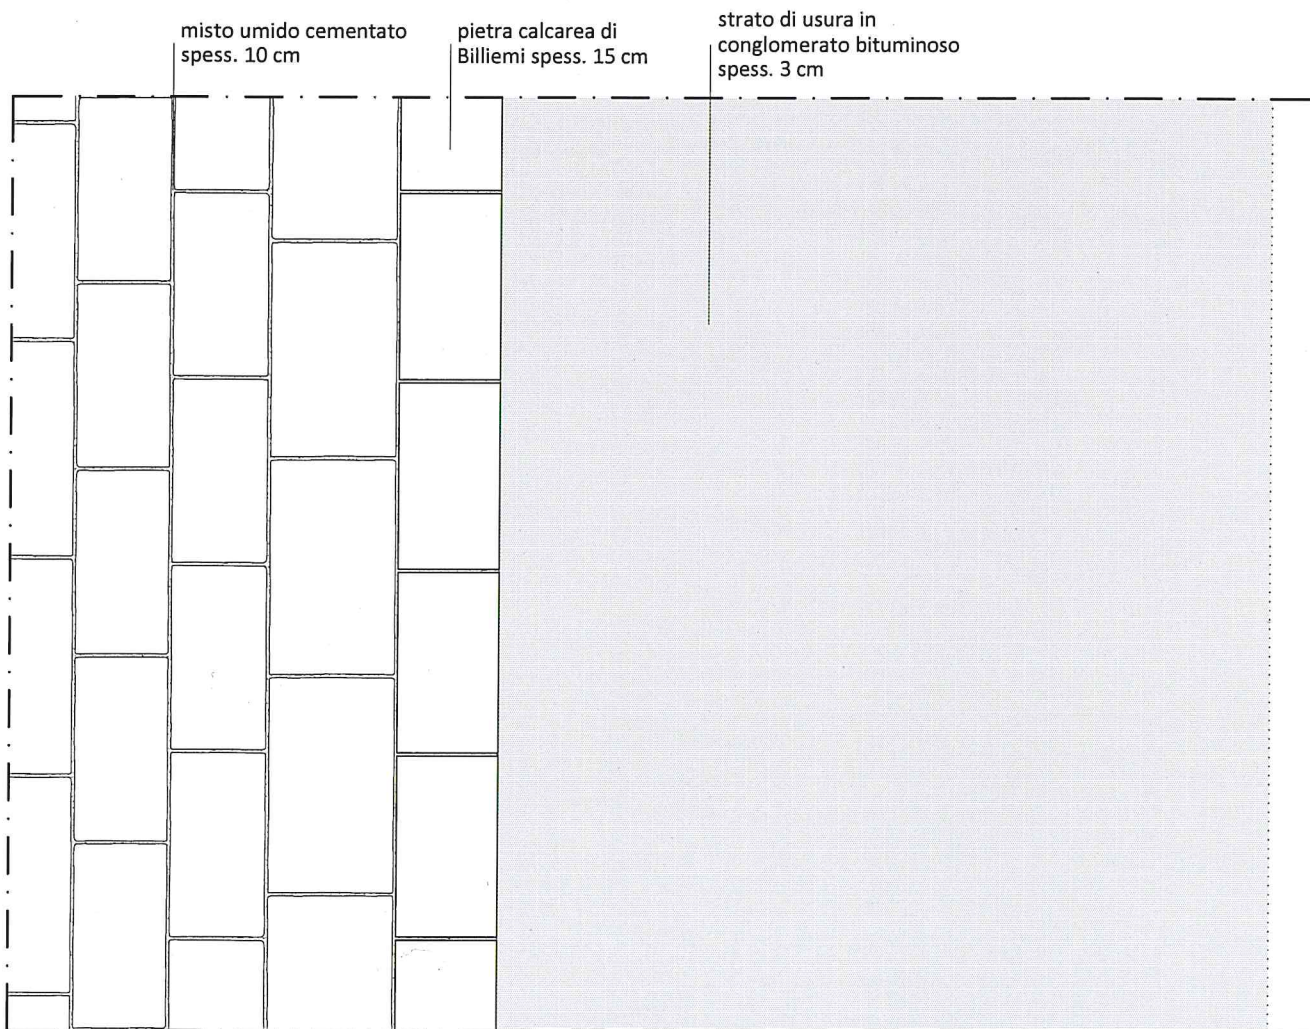 misto umido cementato
spess. 10 cm
pietra calcarea di
Billiemi spess. 15 cm
strato di usura in
conglomerato bituminoso
spess. 3 cm